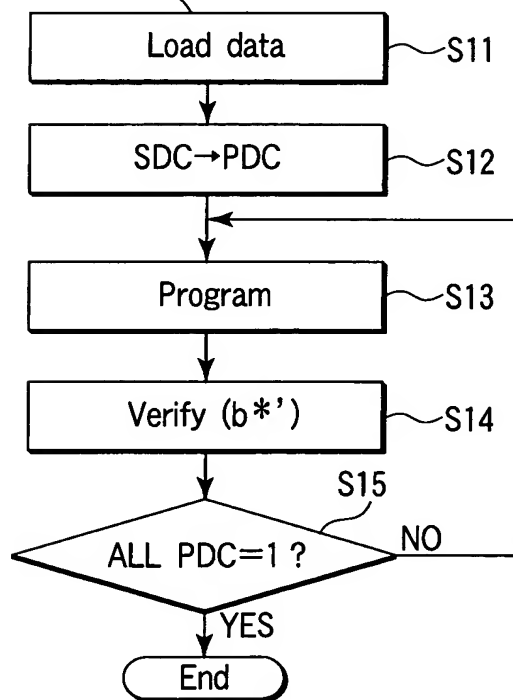 Load data
S11
SDC→PDC
S12
Program
S13
Verify (b*')
S14
S15
ALL PDC=1 ?
NO
YES
End